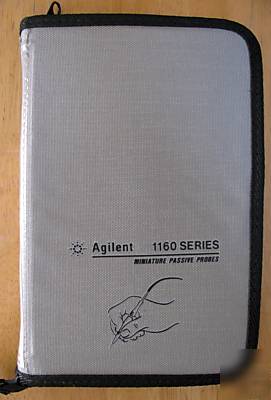 Agilent 1160 SERIES
MINIATURE PASSIVE PROBES